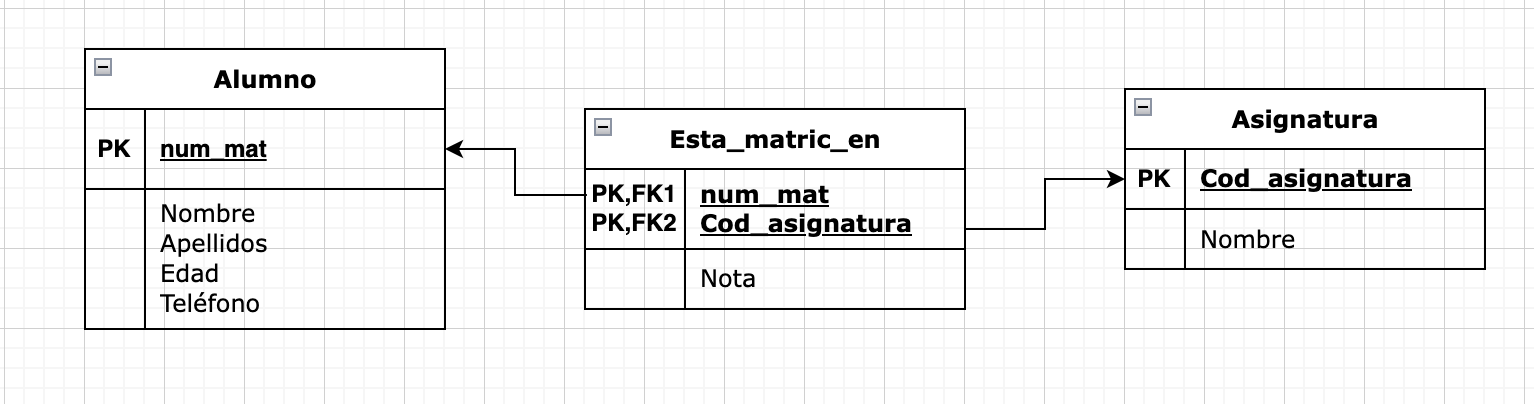 Alumno
PK num_mat
Nombre
Apellidos
Edad
Teléfono
Esta_matric_en
PK,FK1 num_mat
PK,FK2 Cod_asignatura
Nota
Asignatura
PK Cod_asignatura
Nombre